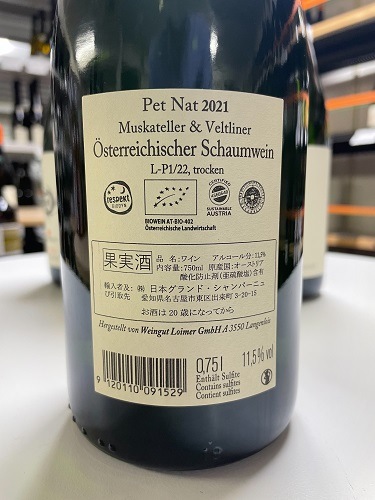 Pet Nat 2021
Muskateller & Veltliner
Österreichischer Schaumwein
L-P1/22, trocken
respekt
BIODYN
CERTIFIED
SUSTAINABLE
AUSTRIA
BIOWEIN AT-BIO-402
Österreichische Landwirtschaft
果実酒
品名:ワイン アルコール分:11,5%
内容量:750ml 原産国:オーストリア
酸化防止剤(亜硫酸塩)含有
輸入者及 ㈱ 日本グランド・シャンパーニュ
び引取先 愛知県名古屋市東区出来町 3-20-15
お酒は20歳になってから。
Hergestellt von Weingut Loimer GmbH A 3550 Langenlois
9 120110 091529
0,75 l
11,5% vol
Enthält Sulfite
Contains sulfites
Contient sulfites